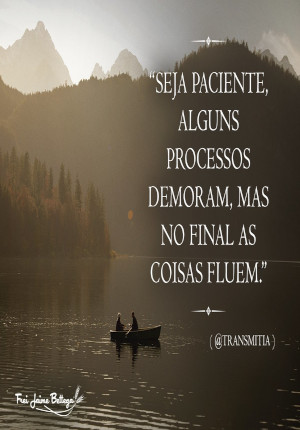 “SEJA PACIENTE,
ALGUNS
PROCESSOS
DEMORAM, MAS
NO FINAL AS
COISAS FLUEM.”
( @TRANSMITIA )
Frei Jaime Bettega